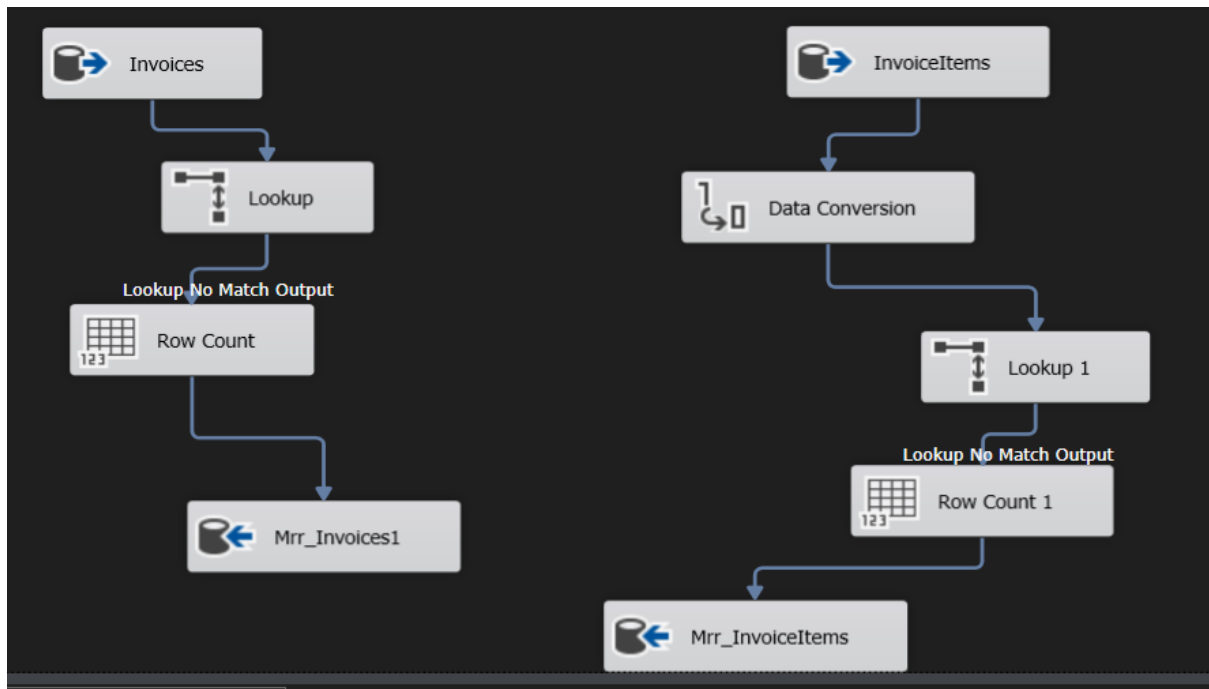 Invoices
Lookup
Lookup No Match Output
Row Count
123
Mrr_Invoices1
InvoiceItems
Data Conversion
Lookup 1
Lookup No Match Output
Row Count 1
123
Mrr_InvoiceItems